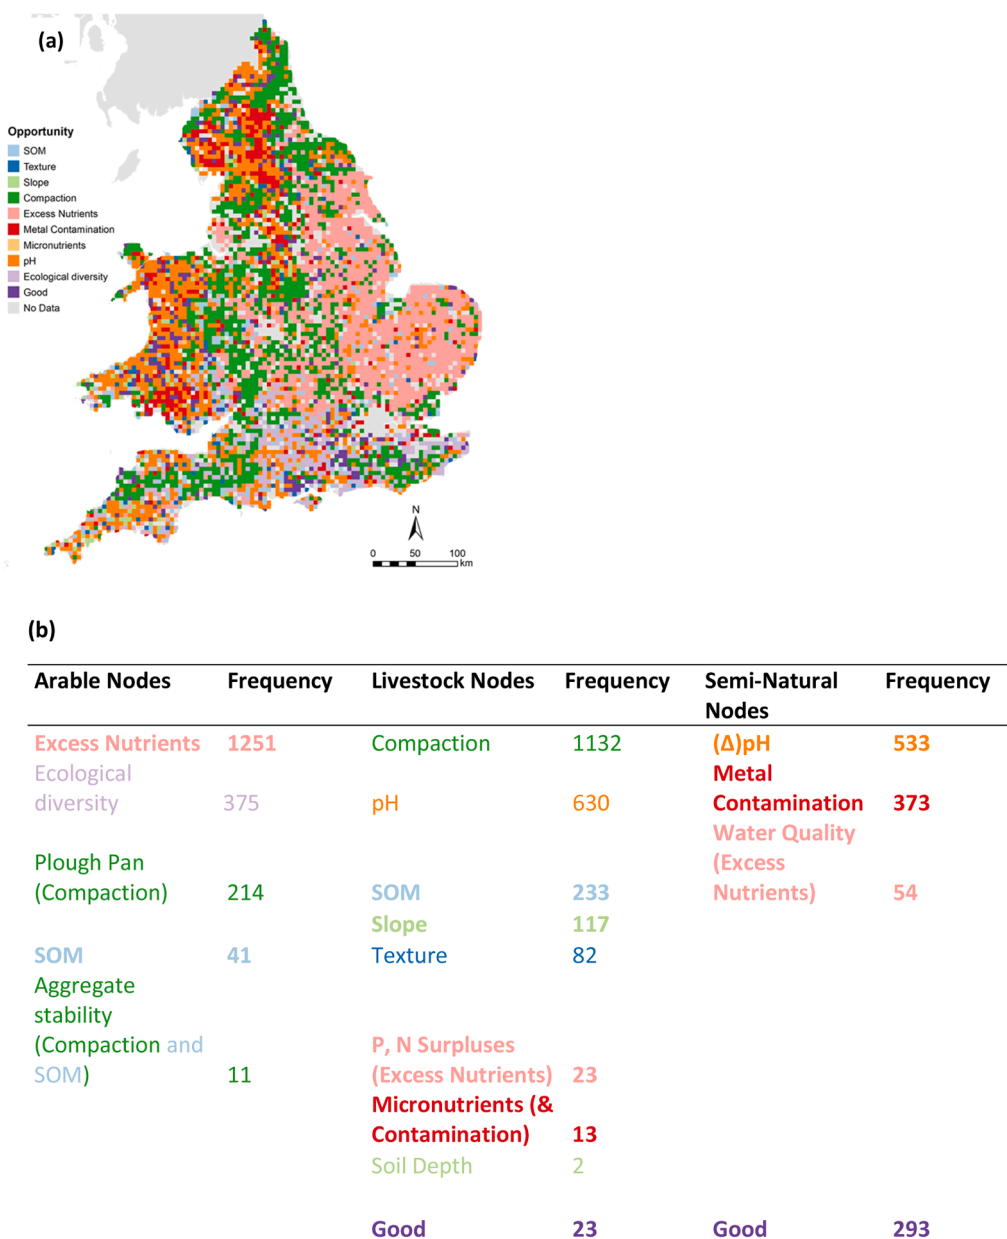 (a)
Opportunity
SOM
Texture
Slope
Compaction
Excess Nutrients
Metal Contamination
Micronutrients
pH
Ecological diversity
Good
No Data
N
0 50 100
km
(b)
Arable Nodes Frequency Livestock Nodes Frequency Semi-Natural Frequency
Nodes
Excess Nutrients 1251 Compaction 1132 (Δ)pH 533
Ecological Metal
diversity 375 pH 630 Contamination 373
Water Quality
Plough Pan (Excess
(Compaction) 214 SOM 233 Nutrients) 54
Slope 117
SOM 41 Texture 82
Aggregate
stability
(Compaction and P, N Surpluses
SOM) 11 (Excess Nutrients) 23
Micronutrients (&
Contamination) 13
Soil Depth 2
Good 23 Good 293